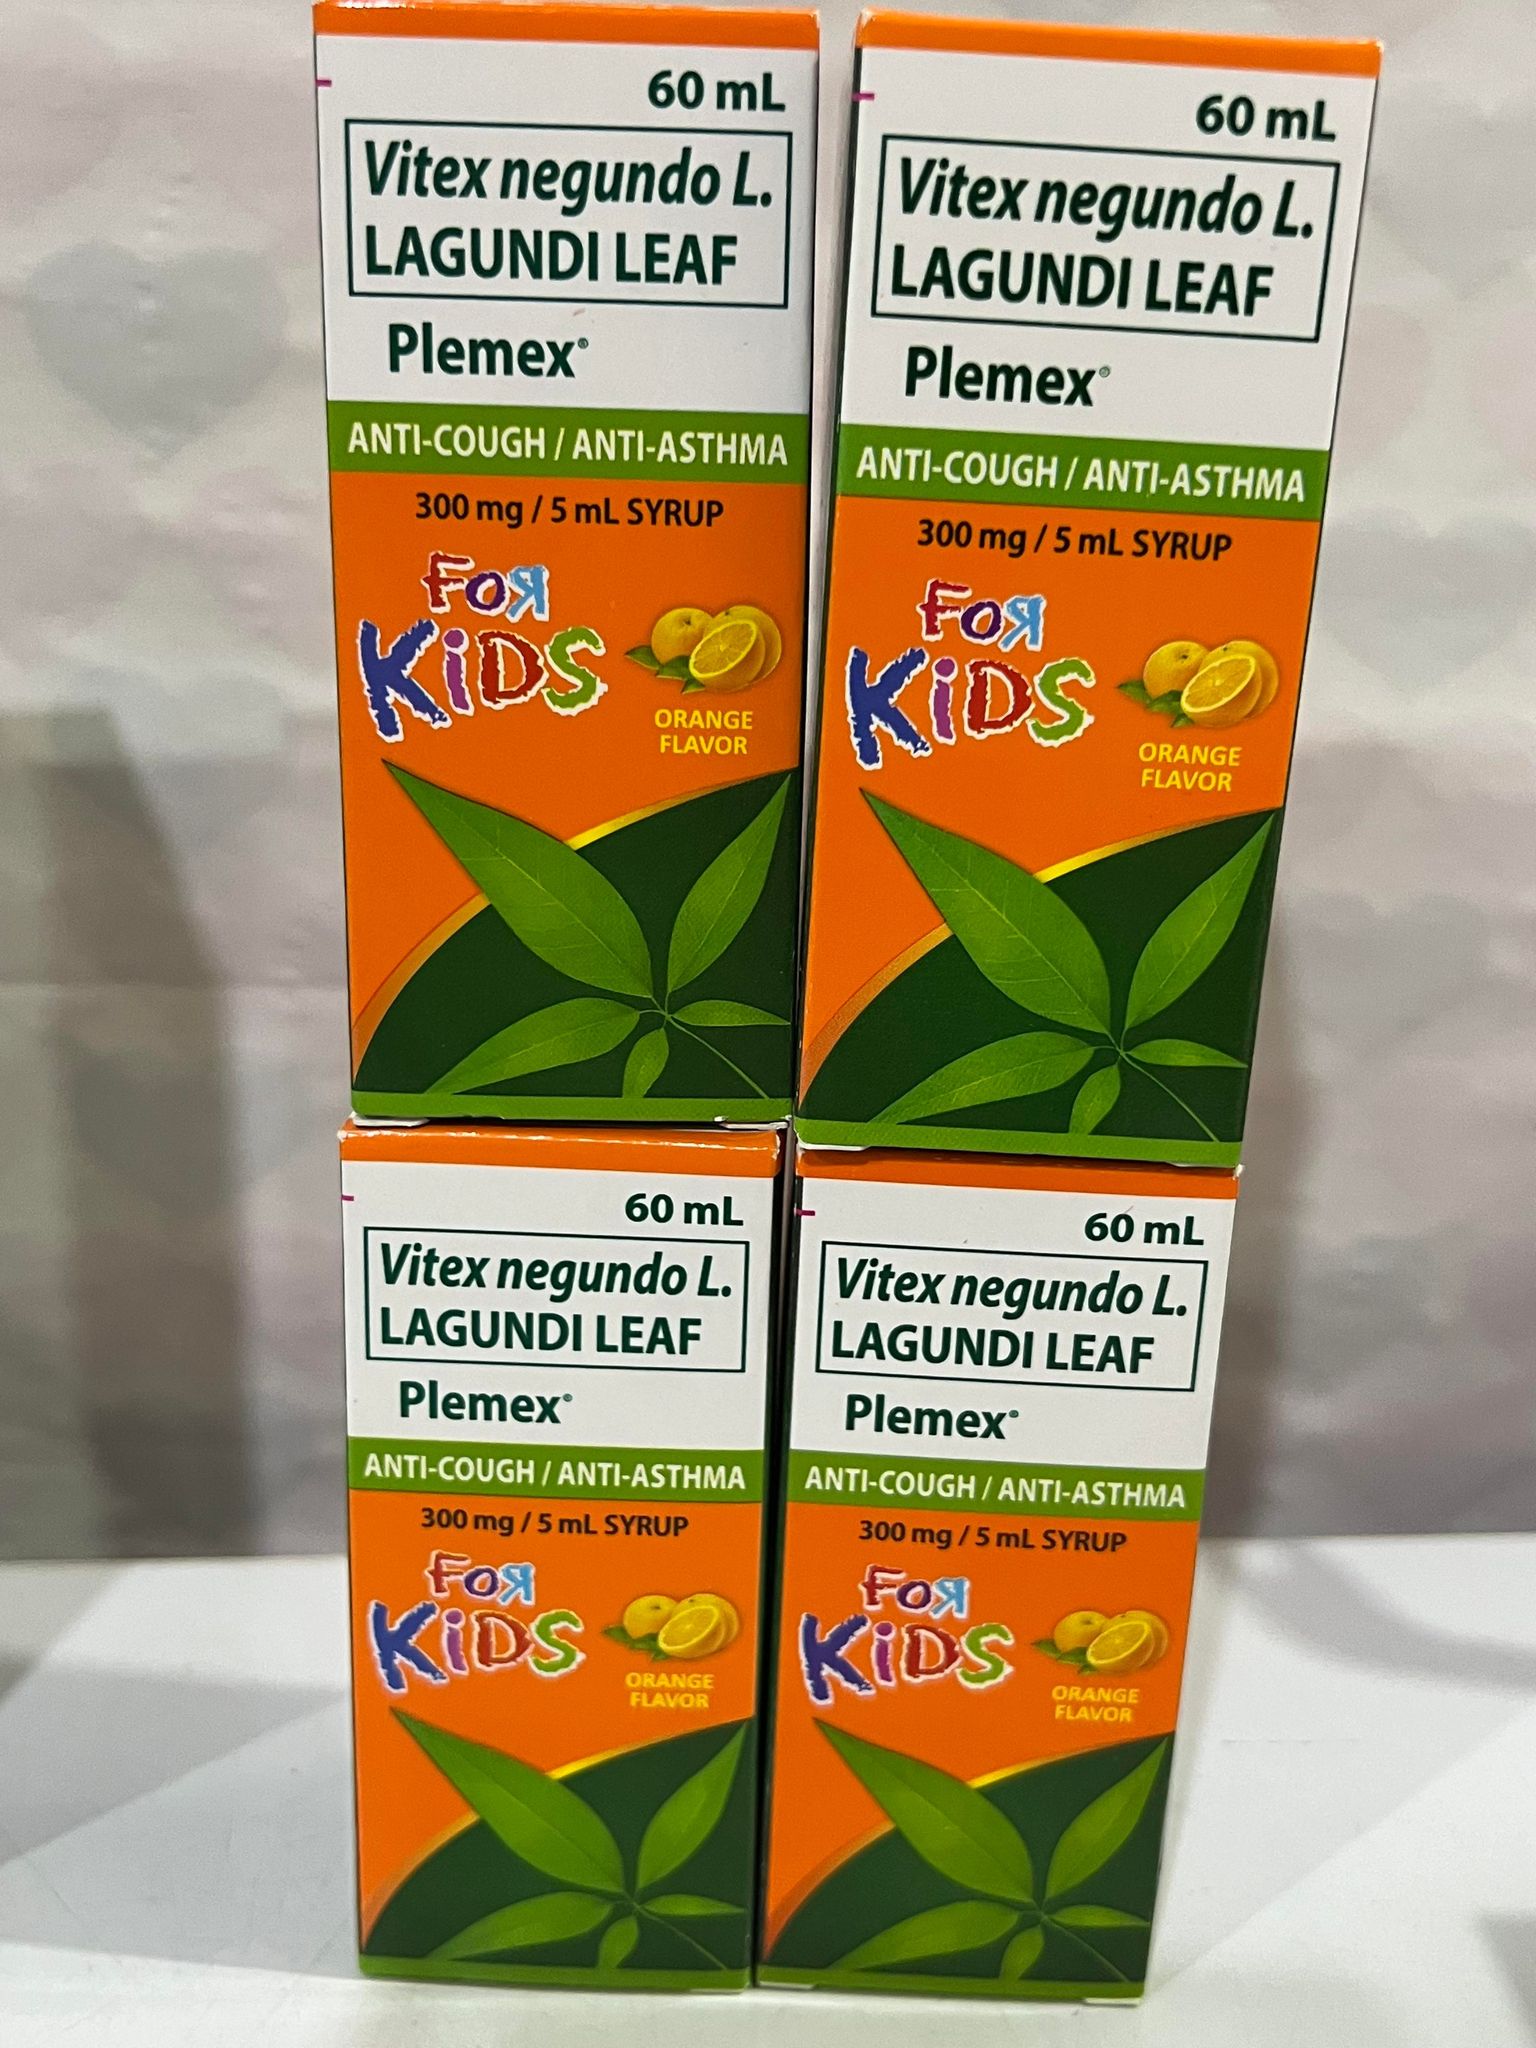 60 mL
Vitex negundo L.
LAGUNDI LEAF
Plemex®
ANTI-COUGH / ANTI-ASTHMA
300 mg / 5 mL SYRUP
FOR
KiDS
ORANGE
FLAVOR
60 mL
Vitex negundo L.
LAGUNDI LEAF
Plemex®
ANTI-COUGH / ANTI-ASTHMA
300 mg / 5 mL SYRUP
FOR
KiDS
ORANGE
FLAVOR
60 mL
Vitex negundo L.
LAGUNDI LEAF
Plemex®
ANTI-COUGH / ANTI-ASTHMA
300 mg / 5 mL SYRUP
FOR
KiDS
ORANGE
FLAVOR
60 mL
Vitex negundo L.
LAGUNDI LEAF
Plemex®
ANTI-COUGH / ANTI-ASTHMA
300 mg / 5 mL SYRUP
FOR
KiDS
ORANGE
FLAVOR